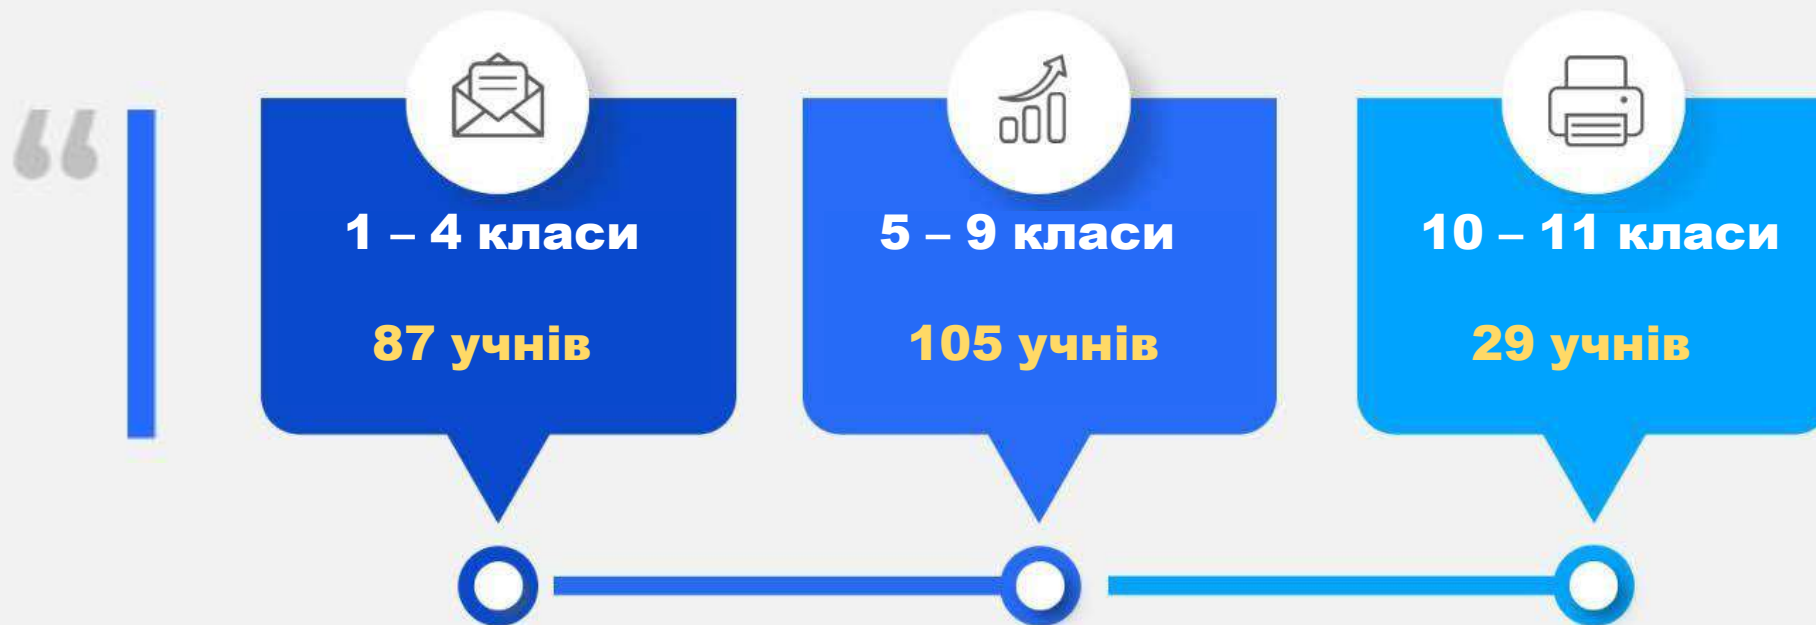 “
1 – 4 класи
87 учнів
5 – 9 класи
105 учнів
10 – 11 класи
29 учнів